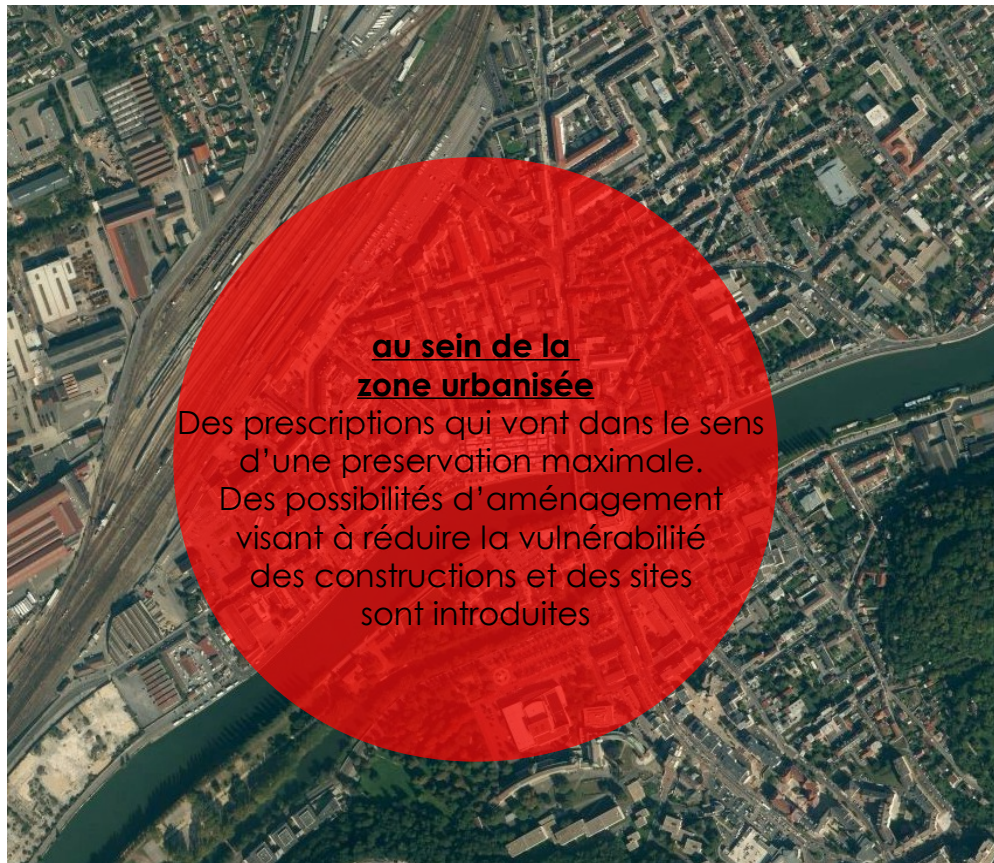 au sein de la
zone urbanisée
Des prescriptions qui vont dans le sens
d'une preservation maximale.
Des possibilités d'aménagement
visant à réduire la vulnérabilité
des constructions et des sites
sont introduites